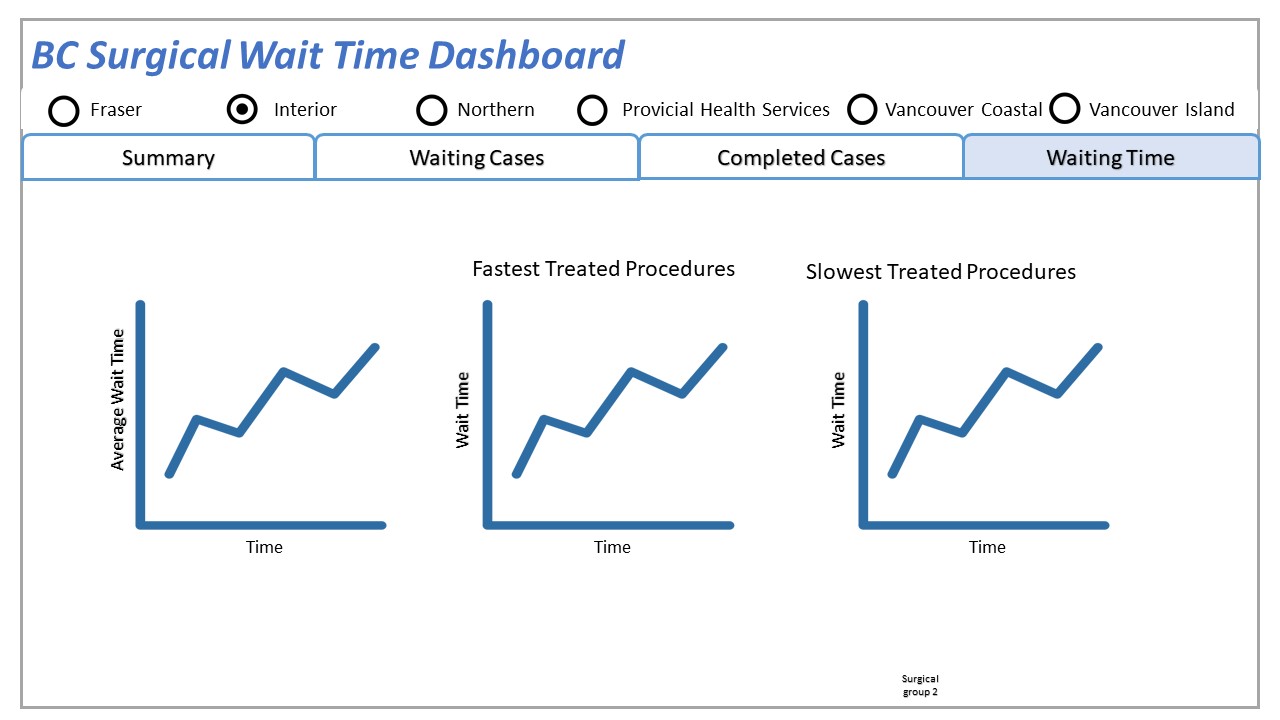 BC Surgical Wait Time Dashboard
Fraser
Interior
Northern
Provicial Health Services
Vancouver Coastal
Vancouver Island
Summary
Waiting Cases
Completed Cases
Waiting Time
Average Wait Time
Time
Fastest Treated Procedures
Wait Time
Time
Slowest Treated Procedures
Wait Time
Time
Surgical
group 2